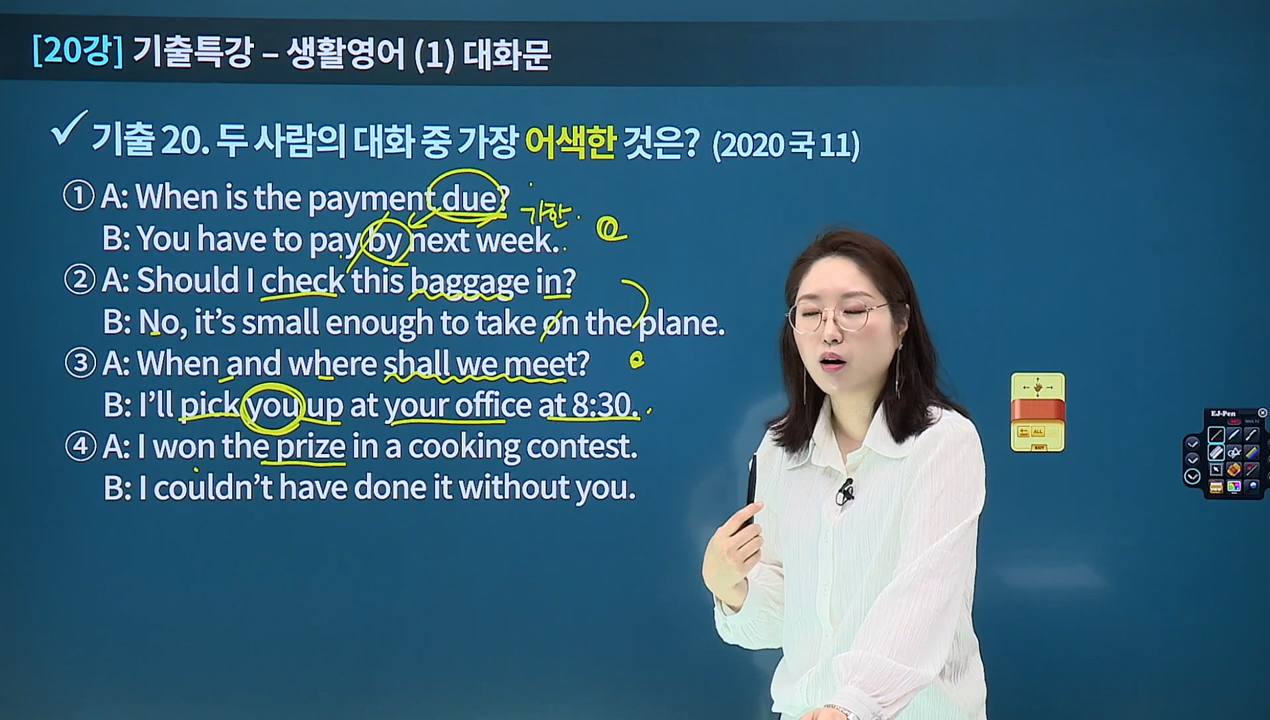 [20강] 기출특강 – 생활영어 (1) 대화문
✓ 기출 20. 두 사람의 대화 중 가장 어색한 것은? (2020 국 11)
① A: When is the payment due?
기한.
B: You have to pay by next week.
② A: Should I check this baggage in?
B: No, it's small enough to take on the plane.
③ A: When and where shall we meet?
B: I'll pick you up at your office at 8:30.
④ A: I won the prize in a cooking contest.
B: I couldn't have done it without you.
EJ-Pen
ALL